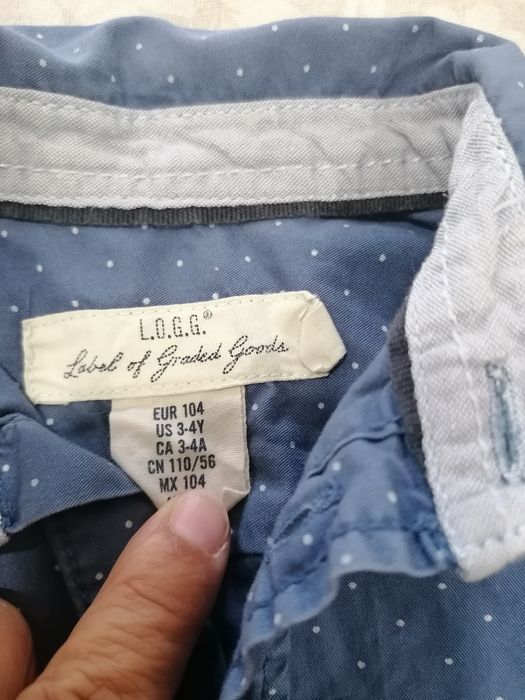 L.O.G.G.®
Label of Graded Goods
EUR 104
US 3-4Y
CA 3-4A
CN 110/56
MX 104